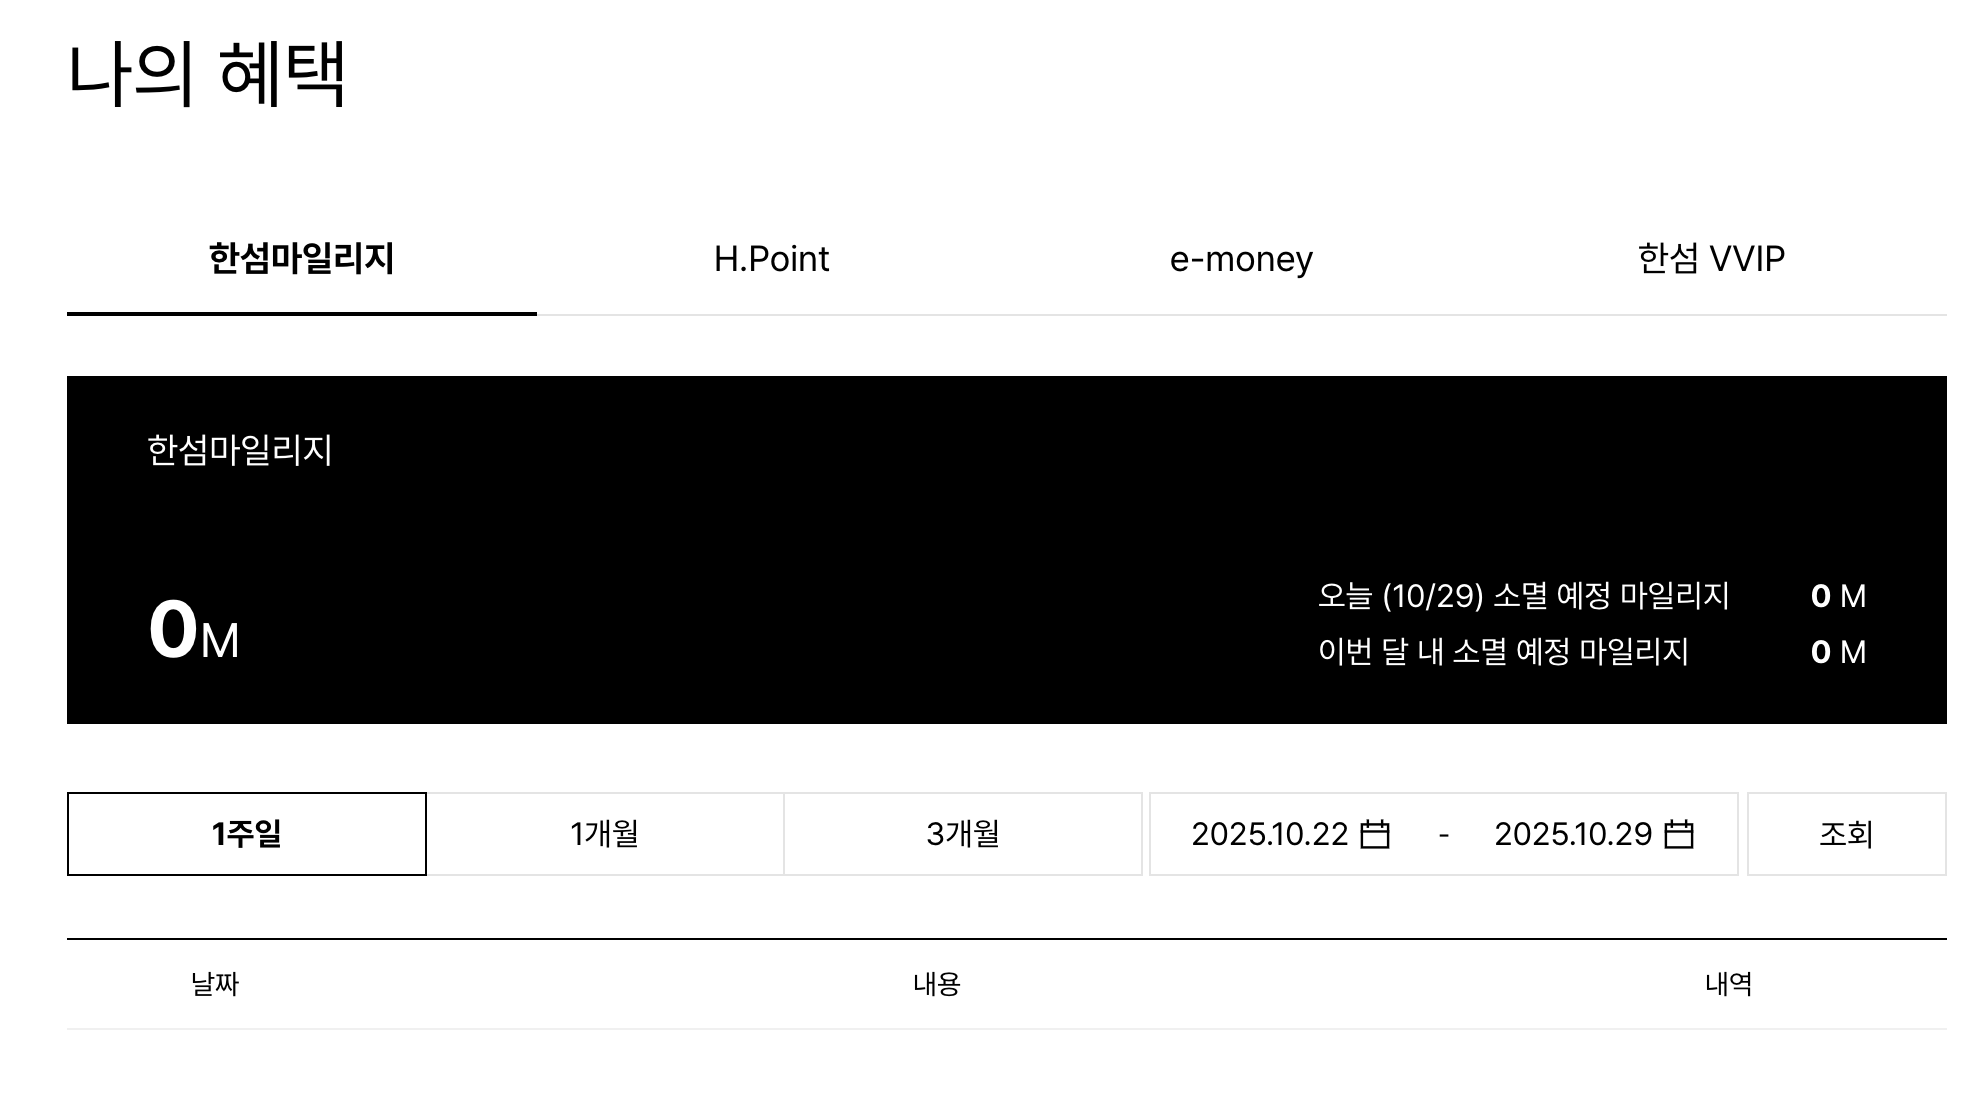 나의 혜택
한섬마일리지 H.Point e-money 한섬 VVIP
한섬마일리지
0M
오늘 (10/29) 소멸 예정 마일리지 0 M
이번 달 내 소멸 예정 마일리지 0 M
1주일 1개월 3개월 2025.10.22 - 2025.10.29 조회
날짜 내용 내역